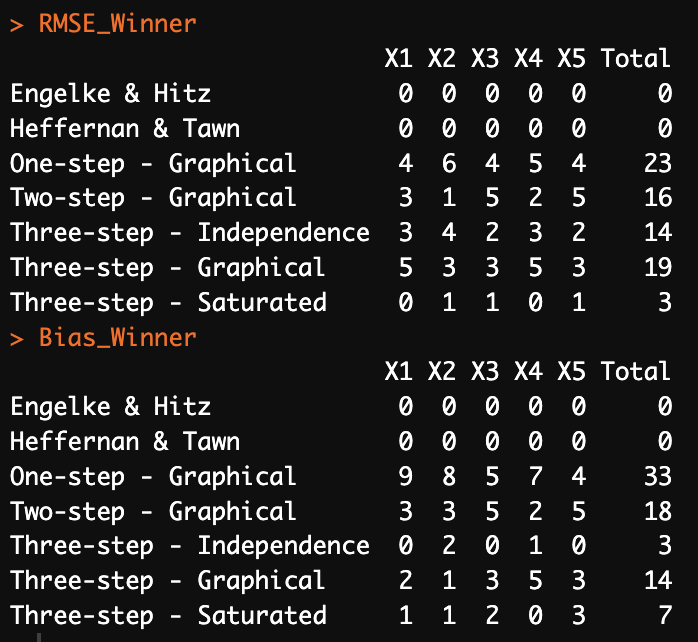 > RMSE_Winner
X1 X2 X3 X4 X5 Total
Engelke & Hitz 0 0 0 0 0 0
Heffernan & Tawn 0 0 0 0 0 0
One-step - Graphical 4 6 4 5 4 23
Two-step - Graphical 3 1 5 2 5 16
Three-step - Independence 3 4 2 3 2 14
Three-step - Graphical 5 3 3 5 3 19
Three-step - Saturated 0 1 1 0 1 3
> Bias_Winner
X1 X2 X3 X4 X5 Total
Engelke & Hitz 0 0 0 0 0 0
Heffernan & Tawn 0 0 0 0 0 0
One-step - Graphical 9 8 5 7 4 33
Two-step - Graphical 3 3 5 2 5 18
Three-step - Independence 0 2 0 1 0 3
Three-step - Graphical 2 1 3 5 3 14
Three-step - Saturated 1 1 2 0 3 7